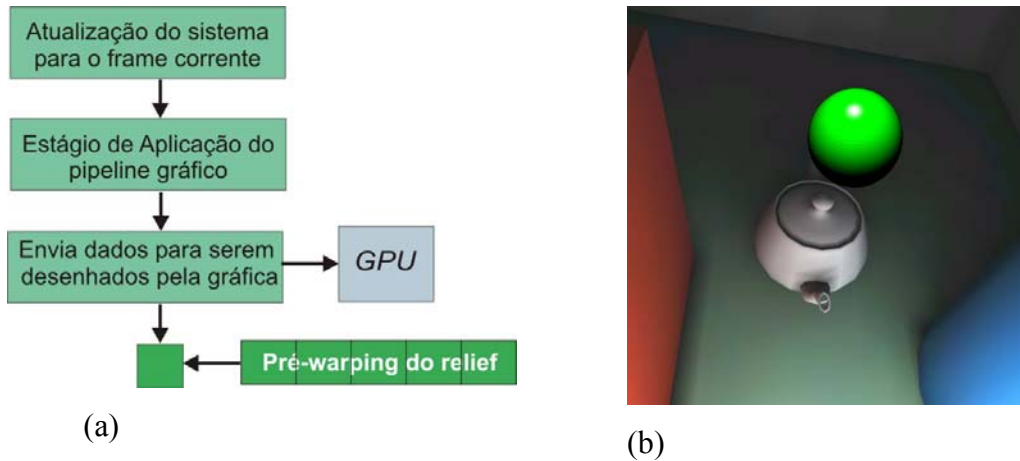 Atualização do sistema
para o frame corrente
Estágio de Aplicação do
pipeline gráfico
Envia dados para serem
desenhados pela gráfica
GPU
Pré-warping do relief
(a)
(b)